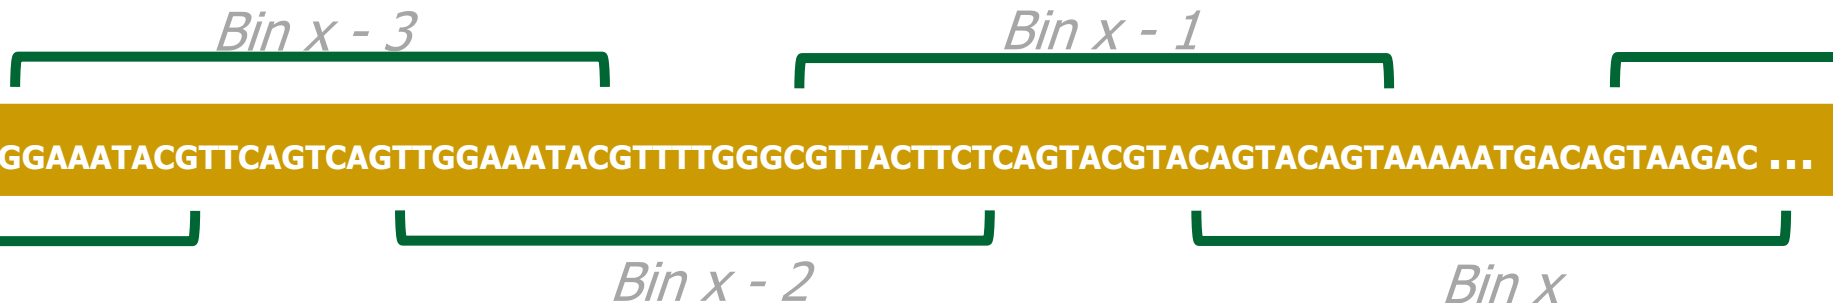 Bin x - 3
Bin x - 1
GGAAATACGTTCAGTCAGTTGGAAATACGTTTTGGGCGTTACTTCTCAGTACGTACAGTACAGTAAAAATGACAGTAAGAC ...
Bin x - 2
Bin x